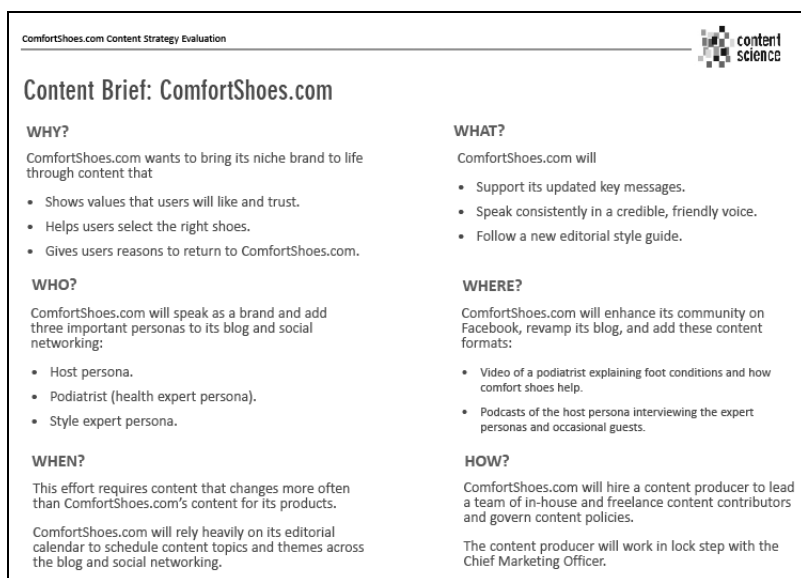 ComfortShoes.com Content Strategy Evaluation
content
science
Content Brief: ComfortShoes.com
WHY?
ComfortShoes.com wants to bring its niche brand to life
through content that
• Shows values that users will like and trust.
• Helps users select the right shoes.
• Gives users reasons to return to ComfortShoes.com.
WHO?
ComfortShoes.com will speak as a brand and add
three important personas to its blog and social
networking:
• Host persona.
• Podiatrist (health expert persona).
• Style expert persona.
WHEN?
This effort requires content that changes more often
than ComfortShoes.com's content for its products.
ComfortShoes.com will rely heavily on its editorial
calendar to schedule content topics and themes across
the blog and social networking.
WHAT?
ComfortShoes.com will
• Support its updated key messages.
• Speak consistently in a credible, friendly voice.
• Follow a new editorial style guide.
WHERE?
ComfortShoes.com will enhance its community on
Facebook, revamp its blog, and add these content
formats:
• Video of a podiatrist explaining foot conditions and how
comfort shoes help.
• Podcasts of the host persona interviewing the expert
personas and occasional guests.
HOW?
ComfortShoes.com will hire a content producer to lead
a team of in-house and freelance content contributors
and govern content policies.
The content producer will work in lock step with the
Chief Marketing Officer.